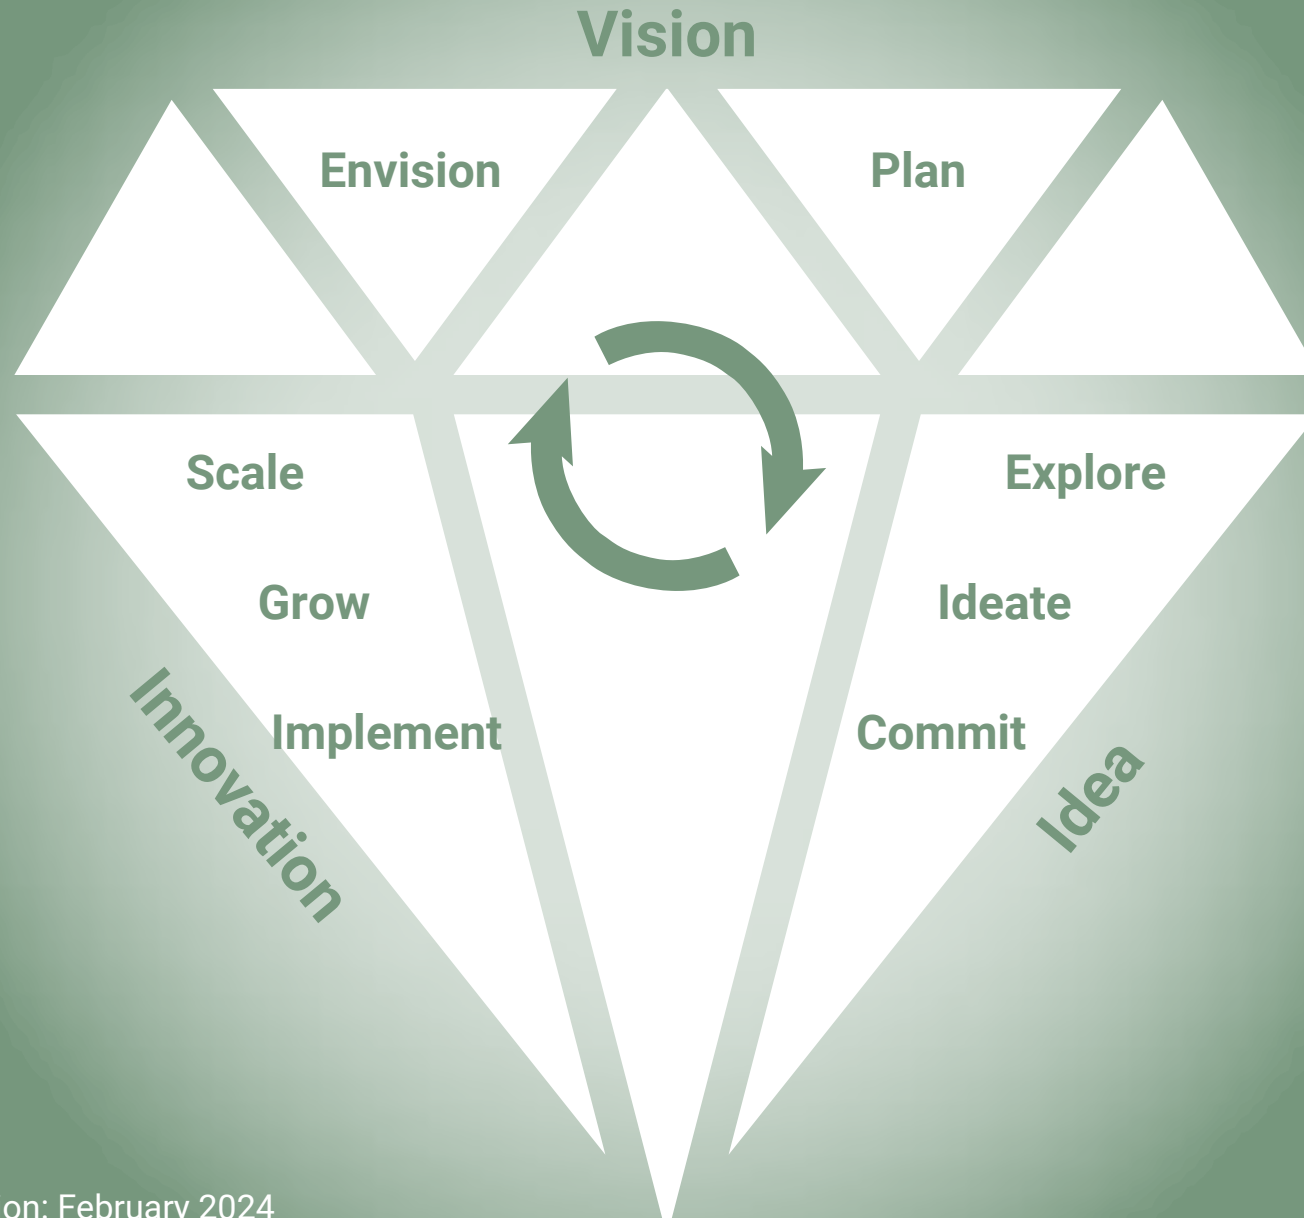 Vision
Envision
Plan
Scale
Explore
Grow
Ideate
Implement
Commit
Innovation
Idea
on: February 2024